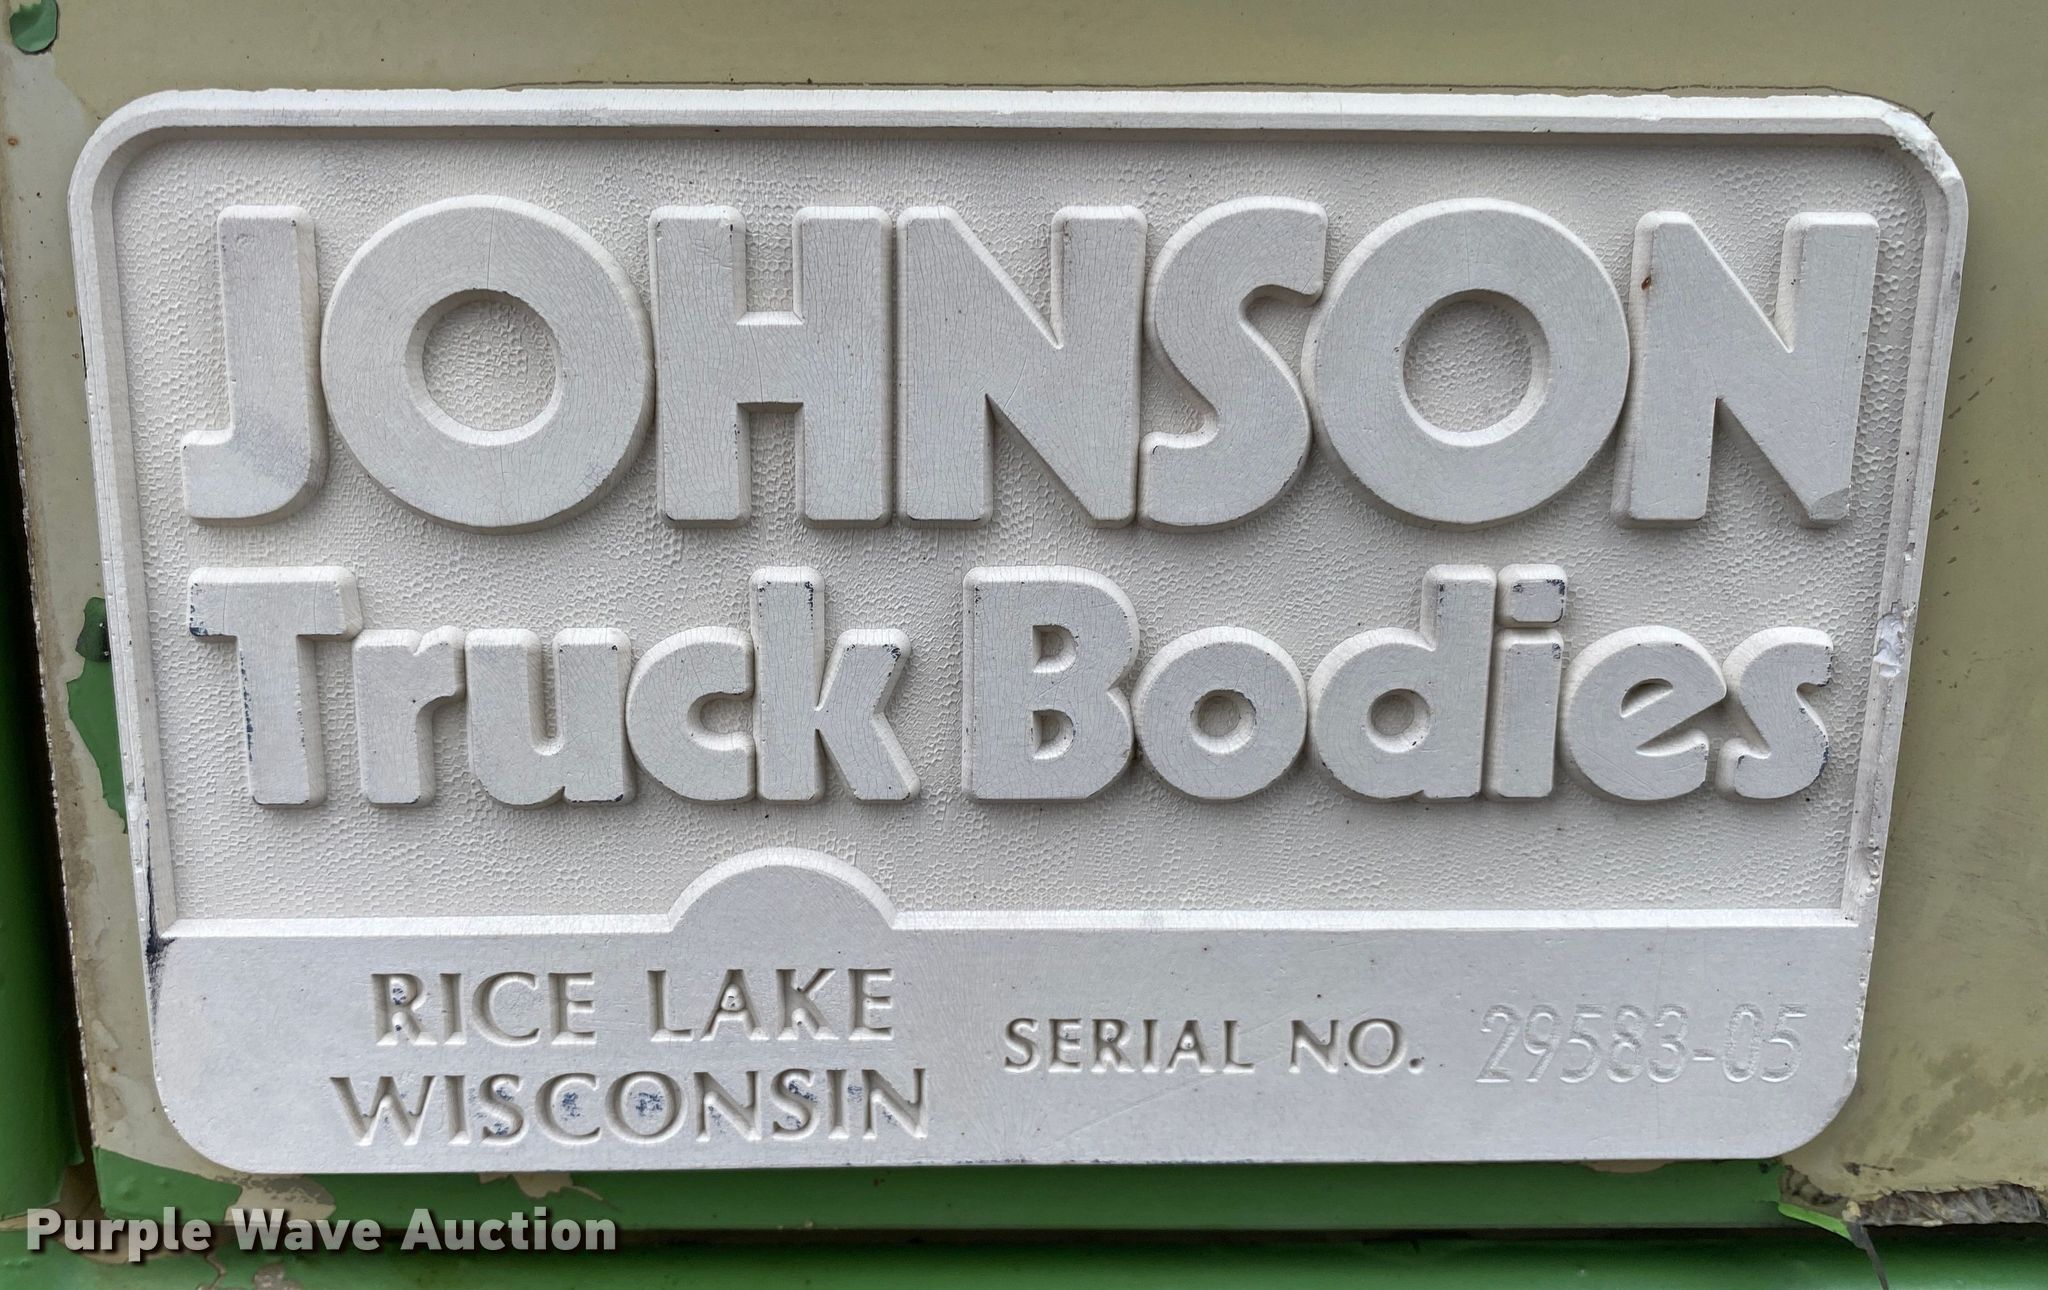 JOHNSON
Truck Bodies
RICE LAKE
WISCONSIN
SERIAL NO. 29583-05
Purple Wave Auction